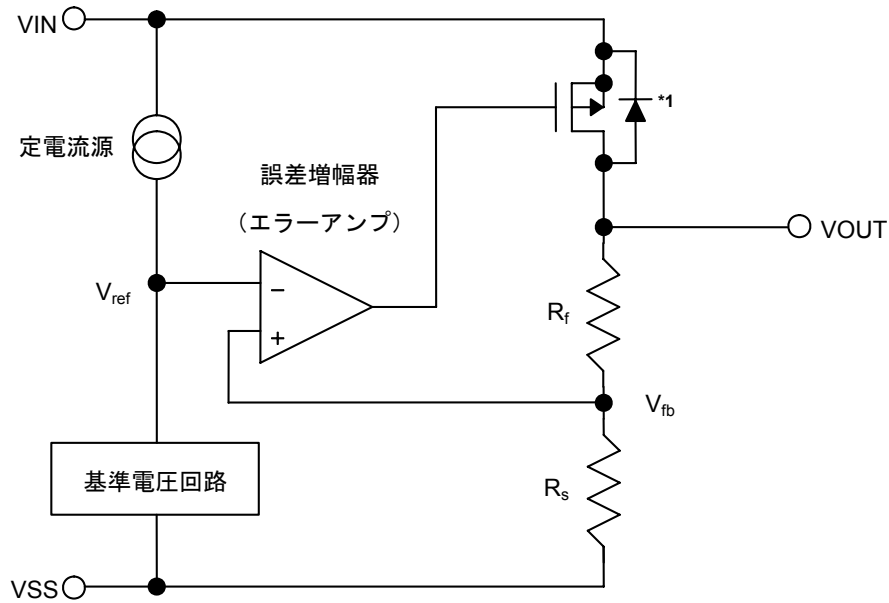 VIN
*1
定電流源
誤差増幅器
（エラーアンプ）
VOUT
Vref
−
+
Rf
Vfb
基準電圧回路
Rs
VSS